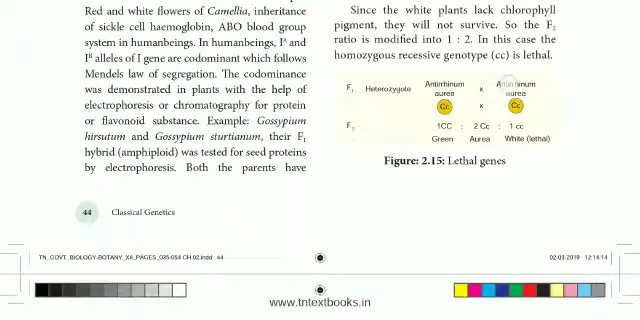 Red and white flowers of Camellia, inheritance
of sickle cell haemoglobin, ABO blood group
system in humanbeings. In humanbeings, Iᴬ and
Iᴮ alleles of I gene are codominant which follows
Mendels law of segregation. The codominance
was demonstrated in plants with the help of
electrophoresis or chromatography for protein
or flavonoid substance. Example: Gossypium
hirsutum and Gossypium sturtianum, their F₁
hybrid (amphiploid) was tested for seed proteins
by electrophoresis. Both the parents have
Since the white plants lack chlorophyll
pigment, they will not survive. So the F₂
ratio is modified into 1 : 2. In this case the
homozygous recessive genotype (cc) is lethal.
F₁ Heterozygote Antirrhinum aurea x Antirrhinum aurea
Cc x Cc
F₂ 1CC : 2 Cc : 1 cc
Green Aurea White (lethal)
Figure: 2.15: Lethal genes
44 Classical Genetics
TN_GOVT_BIOLOGY-BOTANY_XII_PAGES_035-054 CH 02.indd 44
02-03-2019 12:14:14
www.tntextbooks.in